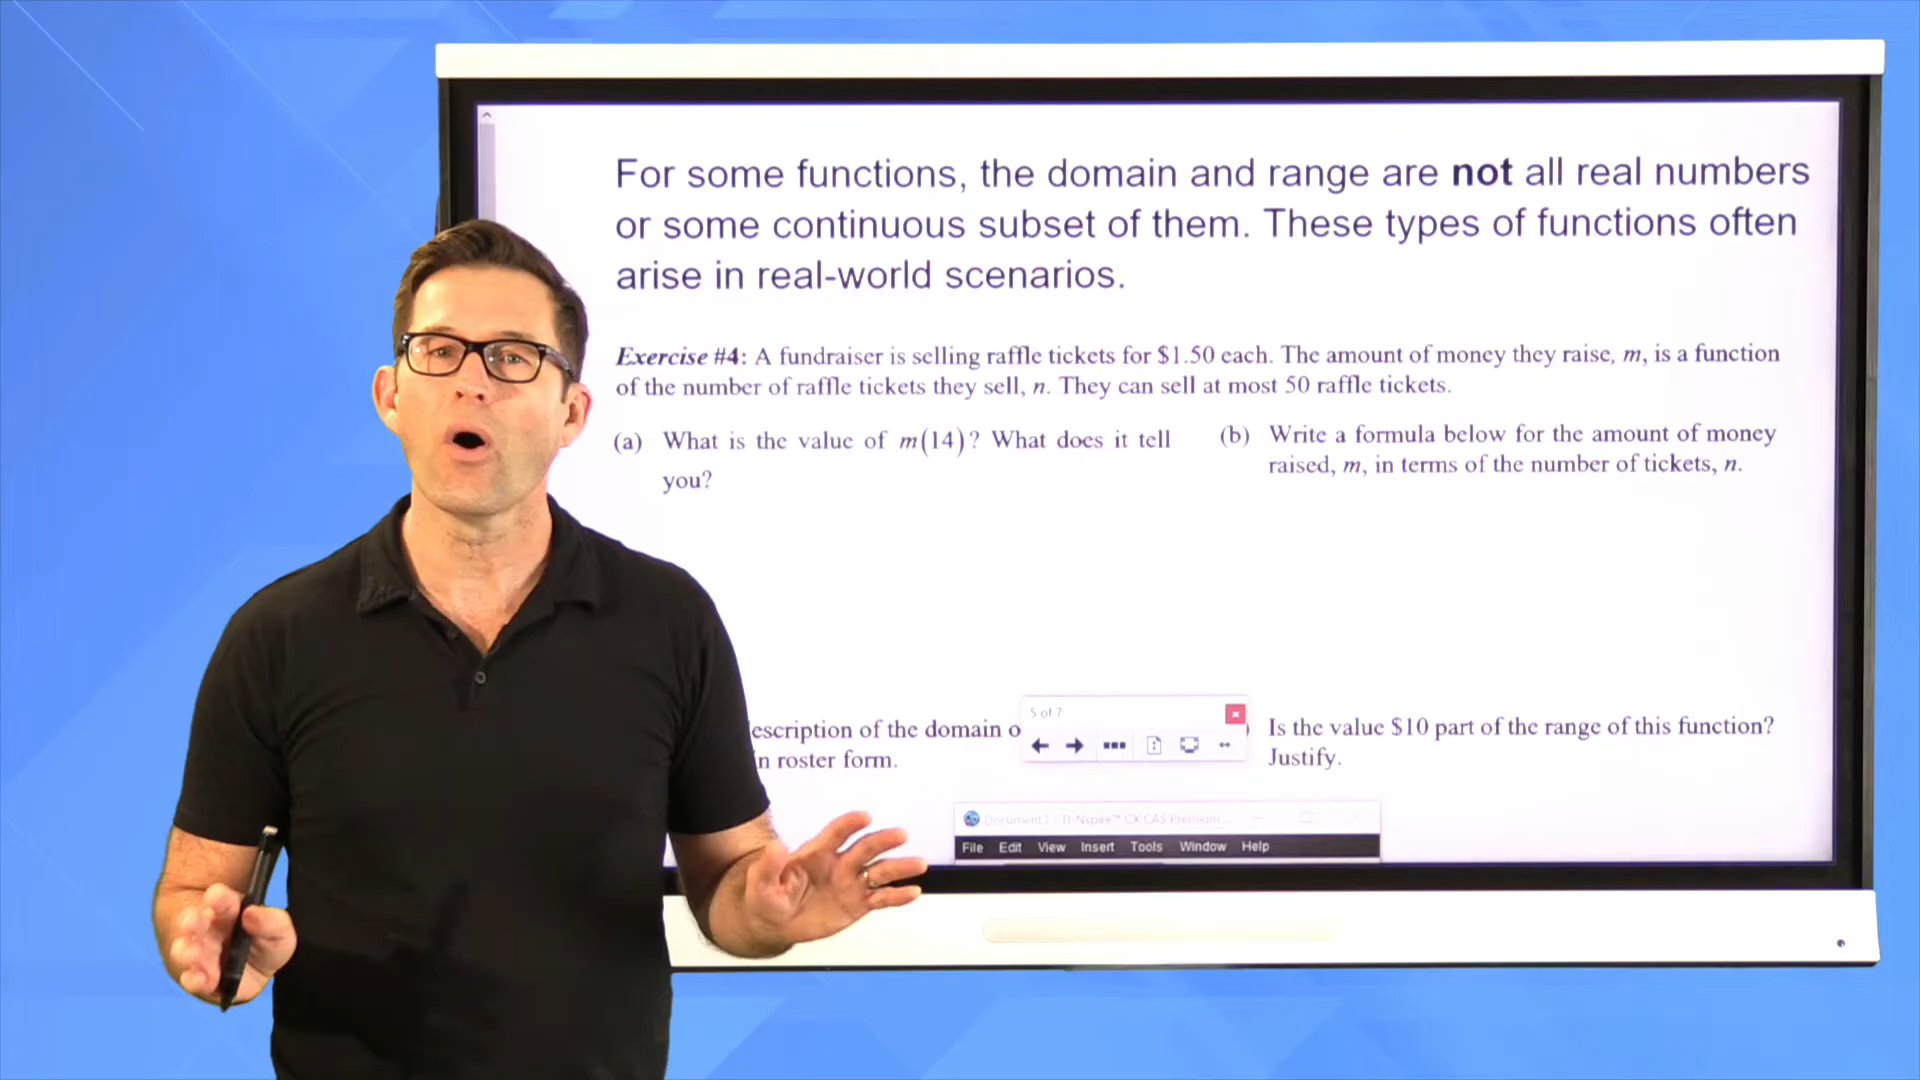 For some functions, the domain and range are not all real numbers
or some continuous subset of them. These types of functions often
arise in real-world scenarios.
Exercise #4: A fundraiser is selling raffle tickets for $1.50 each. The amount of money they raise, m, is a function
of the number of raffle tickets they sell, n. They can sell at most 50 raffle tickets.
(a) What is the value of m(14)? What does it tell
you?
(b) Write a formula below for the amount of money
raised, m, in terms of the number of tickets, n.
escription of the domain o
n roster form.
5 of 7
) Is the value $10 part of the range of this function?
Justify.
Document3 - TI-Nspire™ CX CAS Premium ...
File Edit View Insert Tools Window Help